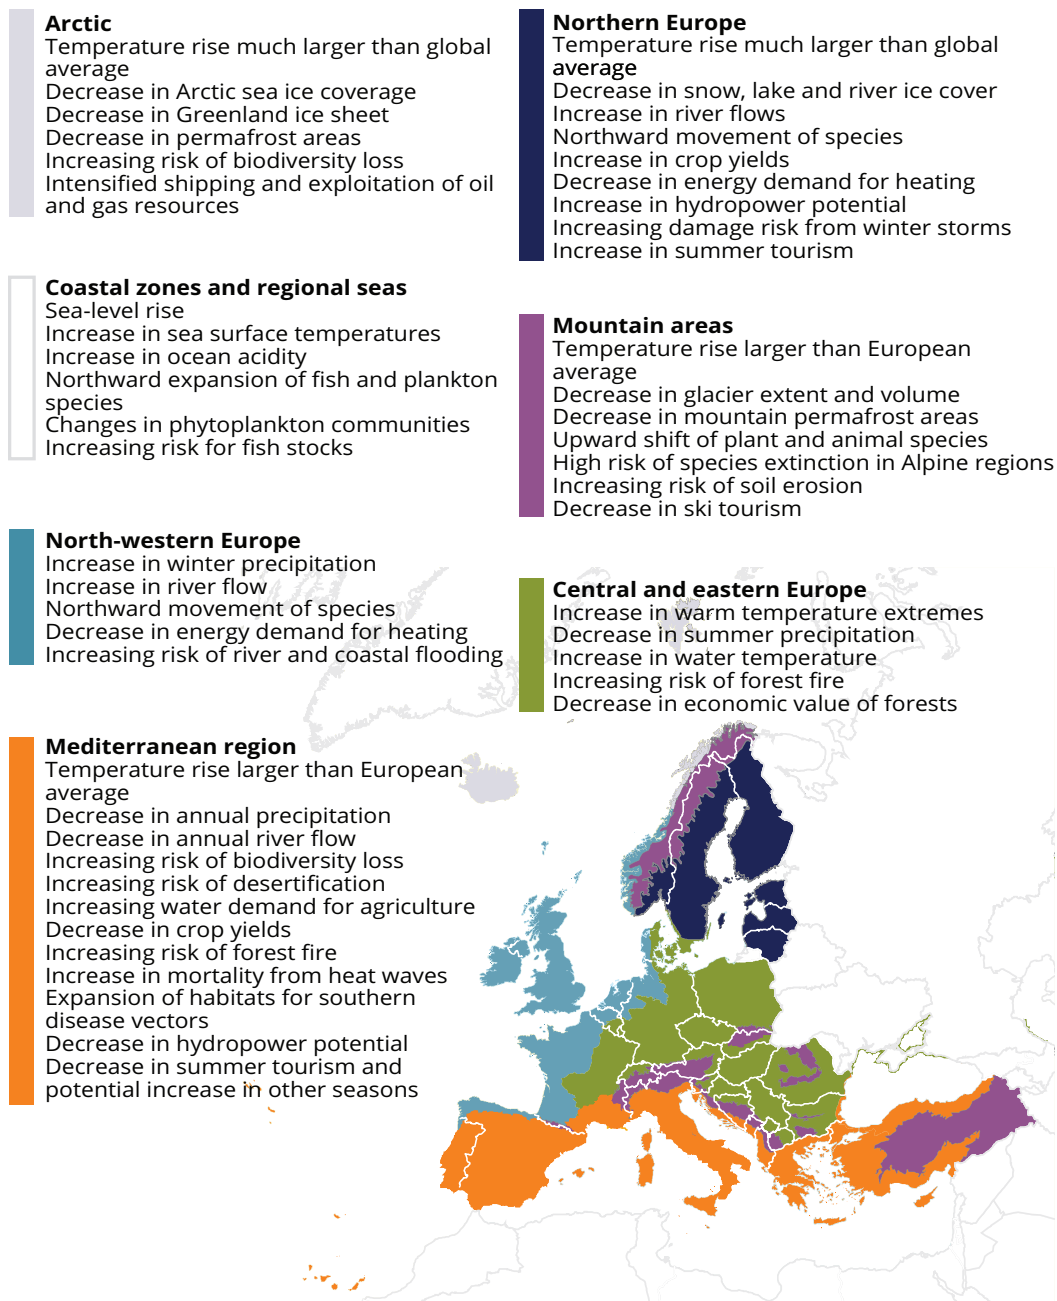 Arctic
Temperature rise much larger than global
average
Decrease in Arctic sea ice coverage
Decrease in Greenland ice sheet
Decrease in permafrost areas
Increasing risk of biodiversity loss
Intensified shipping and exploitation of oil
and gas resources
Coastal zones and regional seas
Sea-level rise
Increase in sea surface temperatures
Increase in ocean acidity
Northward expansion of fish and plankton
species
Changes in phytoplankton communities
Increasing risk for fish stocks
North-western Europe
Increase in winter precipitation
Increase in river flow
Northward movement of species
Decrease in energy demand for heating
Increasing risk of river and coastal flooding
Mediterranean region
Temperature rise larger than European
average
Decrease in annual precipitation
Decrease in annual river flow
Increasing risk of biodiversity loss
Increasing risk of desertification
Increasing water demand for agriculture
Decrease in crop yields
Increasing risk of forest fire
Increase in mortality from heat waves
Expansion of habitats for southern
disease vectors
Decrease in hydropower potential
Decrease in summer tourism and
potential increase in other seasons
Northern Europe
Temperature rise much larger than global
average
Decrease in snow, lake and river ice cover
Increase in river flows
Northward movement of species
Increase in crop yields
Decrease in energy demand for heating
Increase in hydropower potential
Increasing damage risk from winter storms
Increase in summer tourism
Mountain areas
Temperature rise larger than European
average
Decrease in glacier extent and volume
Decrease in mountain permafrost areas
Upward shift of plant and animal species
High risk of species extinction in Alpine regions
Increasing risk of soil erosion
Decrease in ski tourism
Central and eastern Europe
Increase in warm temperature extremes
Decrease in summer precipitation
Increase in water temperature
Increasing risk of forest fire
Decrease in economic value of forests